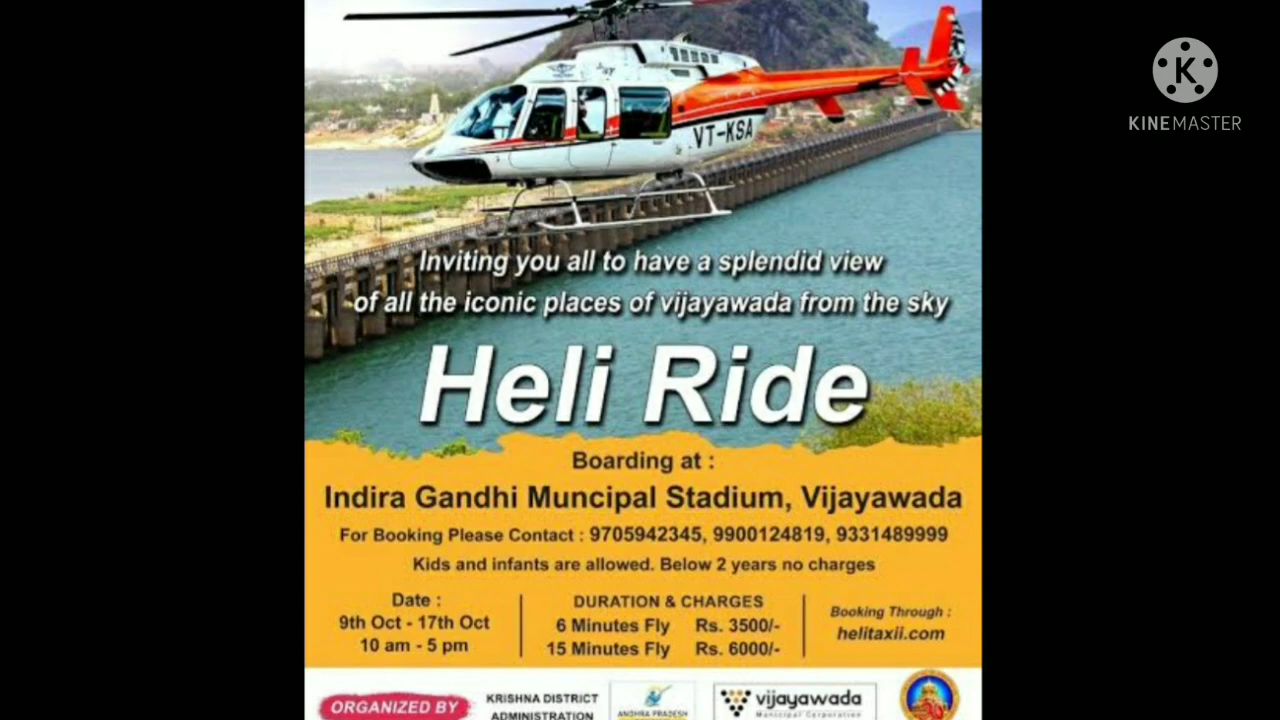 KINEMASTER
VT-KSA
Inviting you all to have a splendid view
of all the iconic places of vijayawada from the sky
Heli Ride
Boarding at :
Indira Gandhi Muncipal Stadium, Vijayawada
For Booking Please Contact : 9705942345, 9900124819, 9331489999
Kids and infants are allowed. Below 2 years no charges
Date :
9th Oct - 17th Oct
10 am - 5 pm
DURATION & CHARGES
6 Minutes Fly Rs. 3500/-
15 Minutes Fly Rs. 6000/-
Booking Through :
helitaxii.com
ORGANIZED BY
KRISHNA DISTRICT
ADMINISTRATION
ANDHRA PRADESH
vijayawada
Municipal Corporation